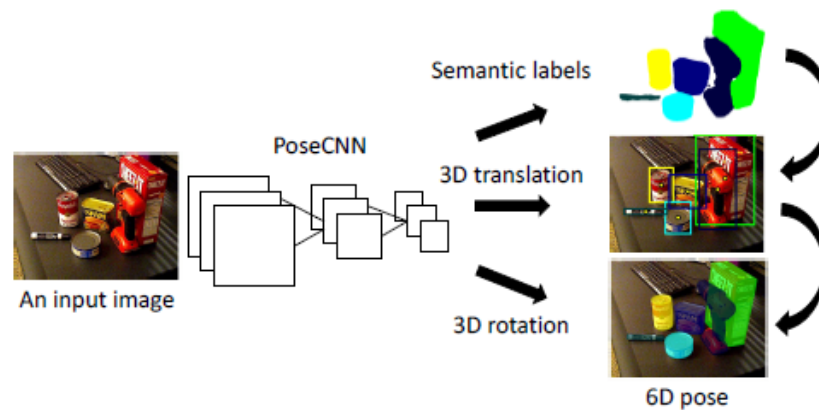 Semantic labels
PoseCNN
3D translation
An input image
3D rotation
6D pose